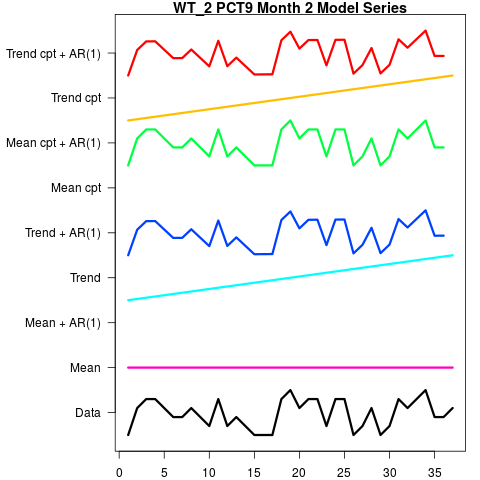 WT_2 PCT9 Month 2 Model Series
Trend cpt + AR(1)
Trend cpt
Mean cpt + AR(1)
Mean cpt
Trend + AR(1)
Trend
Mean + AR(1)
Mean
Data
0 5 10 15 20 25 30 35